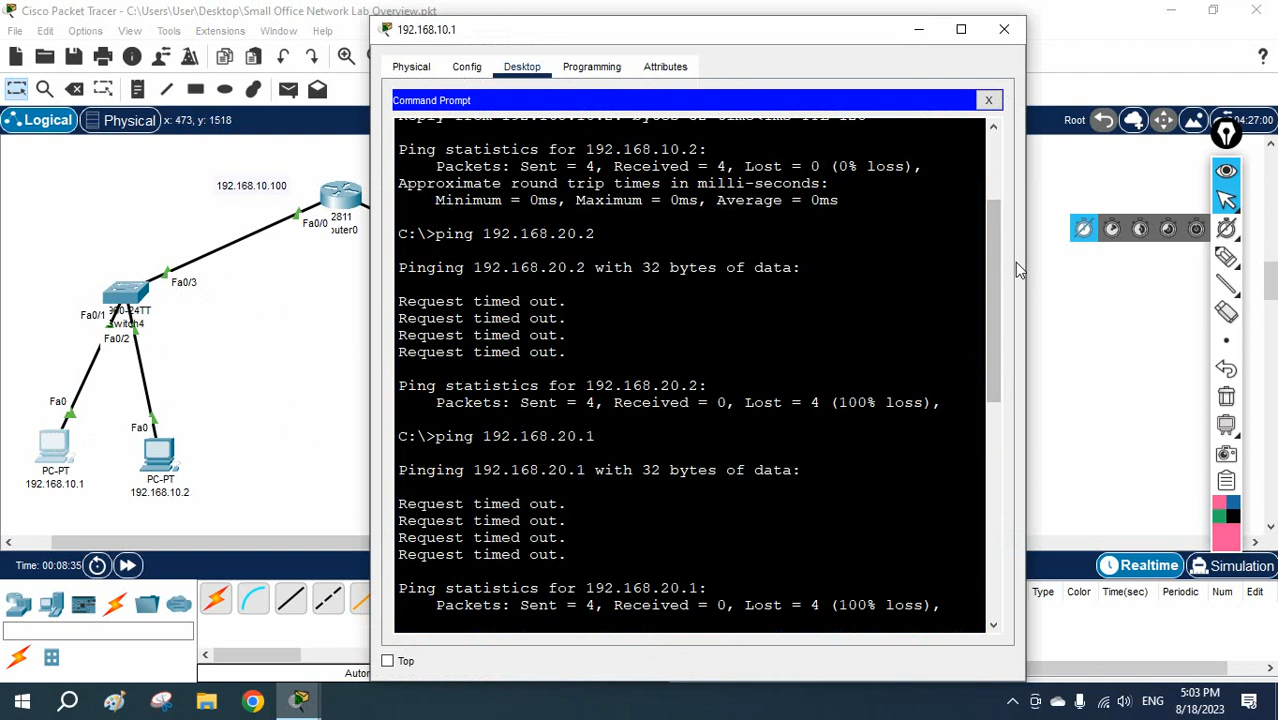 Cisco Packet Tracer - C:\Users\User\Desktop\Small Office Network Lab Overview.pkt
File Edit Options View Tools Extensions Window Help
Logical Physical x: 473, y: 1518
Root
04:27:00
192.168.10.100
2811
Fa0/0
Fa0/3
Fa0/1
Fa0/2
Fa0
Fa0
PC-PT
192.168.10.1
PC-PT
192.168.10.2
192.168.10.1
Physical Config Desktop Programming Attributes
Command Prompt
X
Ping statistics for 192.168.10.2:
Packets: Sent = 4, Received = 4, Lost = 0 (0% loss),
Approximate round trip times in milli-seconds:
Minimum = 0ms, Maximum = 0ms, Average = 0ms
C:\>ping 192.168.20.2
Pinging 192.168.20.2 with 32 bytes of data:
Request timed out.
Request timed out.
Request timed out.
Request timed out.
Ping statistics for 192.168.20.2:
Packets: Sent = 4, Received = 0, Lost = 4 (100% loss),
C:\>ping 192.168.20.1
Pinging 192.168.20.1 with 32 bytes of data:
Request timed out.
Request timed out.
Request timed out.
Request timed out.
Ping statistics for 192.168.20.1:
Packets: Sent = 4, Received = 0, Lost = 4 (100% loss),
Top
Time: 00:08:35
Realtime Simulation
Type Color Time(sec) Periodic Num Edit
ENG
5:03 PM
8/18/2023